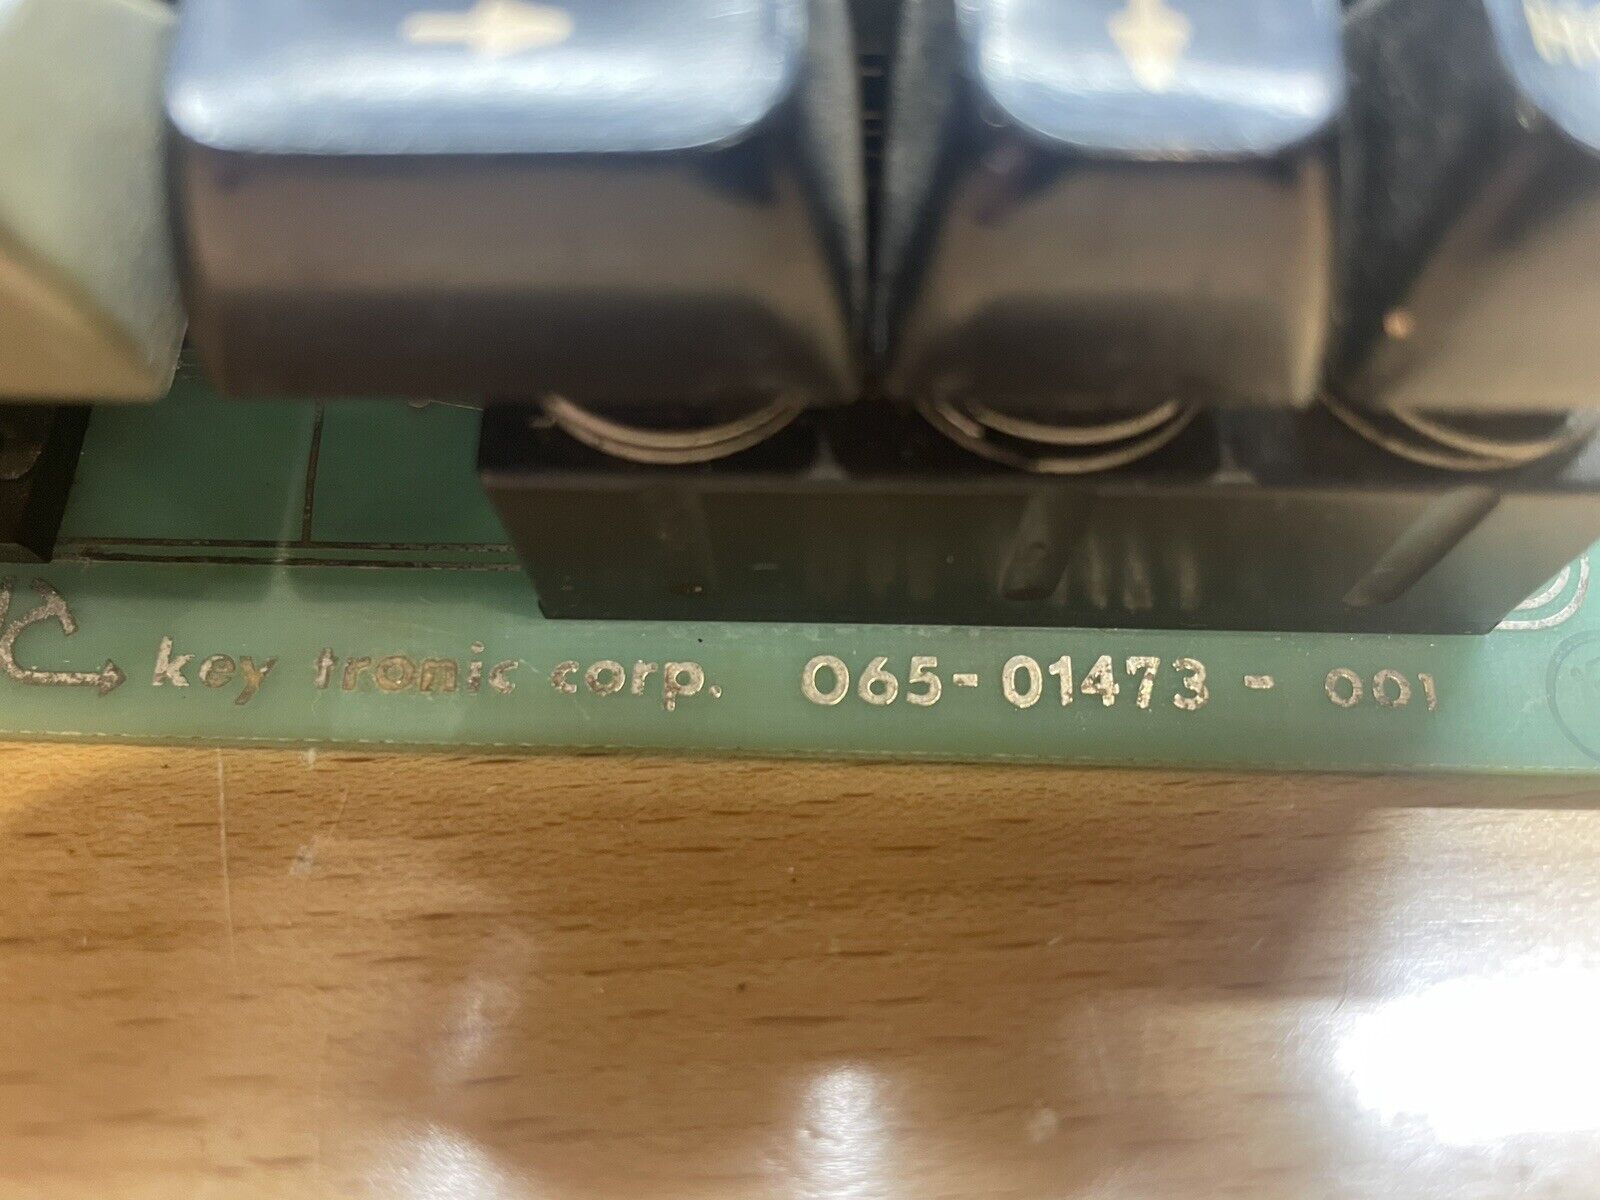 key tronic corp. 065-01473 - 001